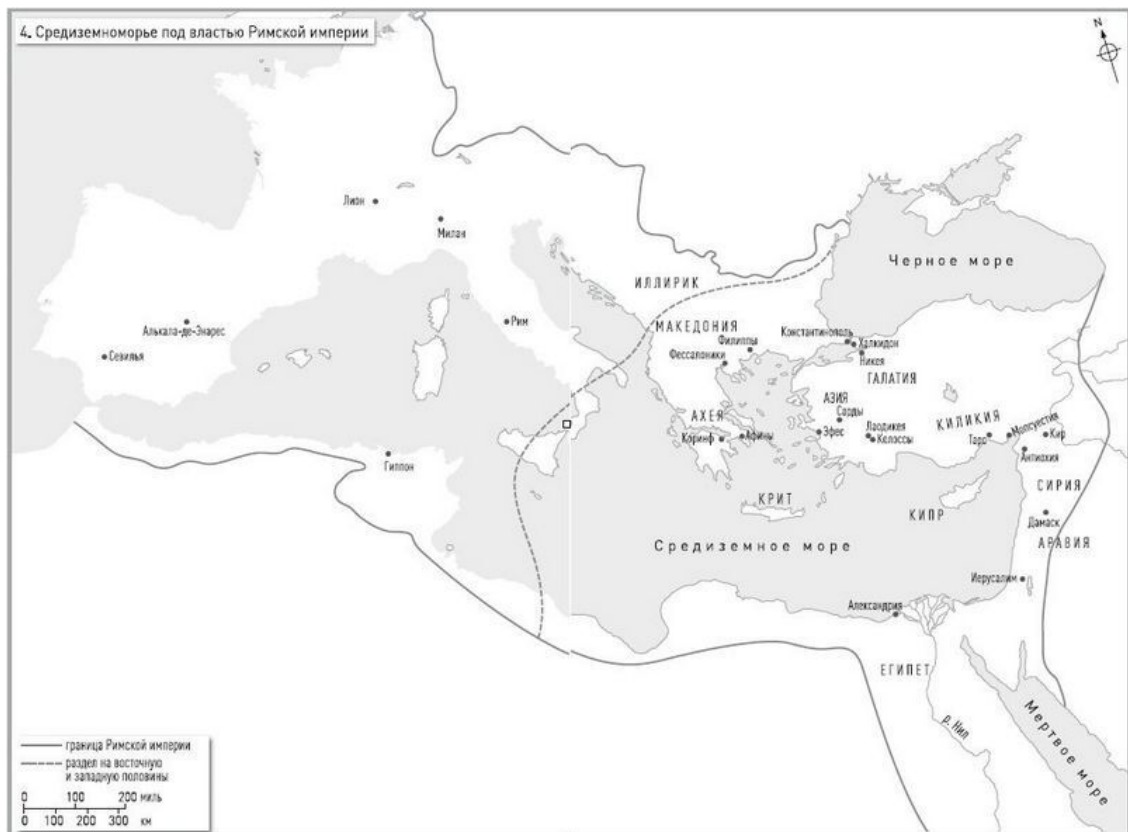 4. Средиземноморье под властью Римской империи
N
Лион
Милан
Черное море
ИЛЛИРИК
Рим
Алькала-де-Энарес
МАКЕДОНИЯ
Константинополь
Филиппы
Халкидон
Севилья
Фессалоники
Никея
ГАЛАТИЯ
АЗИЯ
Сарды
АХЕЯ
КИЛИКИЯ
Мопсуестия
Лаодикея
Эфес
Коринф
Афины
Колоссы
Тарс
Кир
Гиппон
Антиохия
СИРИЯ
КРИТ
КИПР
Дамаск
Средиземное море
АРАВИЯ
Иерусалим
Александрия
ЕГИПЕТ
р. Нил
Мертвое море
граница Римской империи
раздел на восточную
и западную половины
0 100 200 миль
0 100 200 300 км